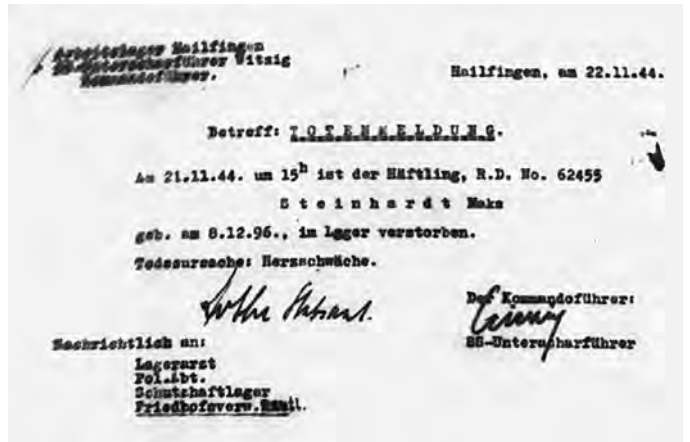 Arbeitslager Hailfingen
SS-Unterscharführer Witzig
Kommandoführer.
Hailfingen, am 22.11.44.
Betreff: T O T E N M E L D U N G.
Am 21.11.44. um 15h ist der Häftling, R.D. No. 62455
S t e i n h a r d t Maks
geb. am 8.12.96., im Lager verstorben.
Todesursache: Herzschwäche.
Der Kommandoführer:
SS-Unterscharführer
Nachrichtlich an:
Lagerarzt
Pol.Abt.
Schutzhaftlager
Friedhofsverw.